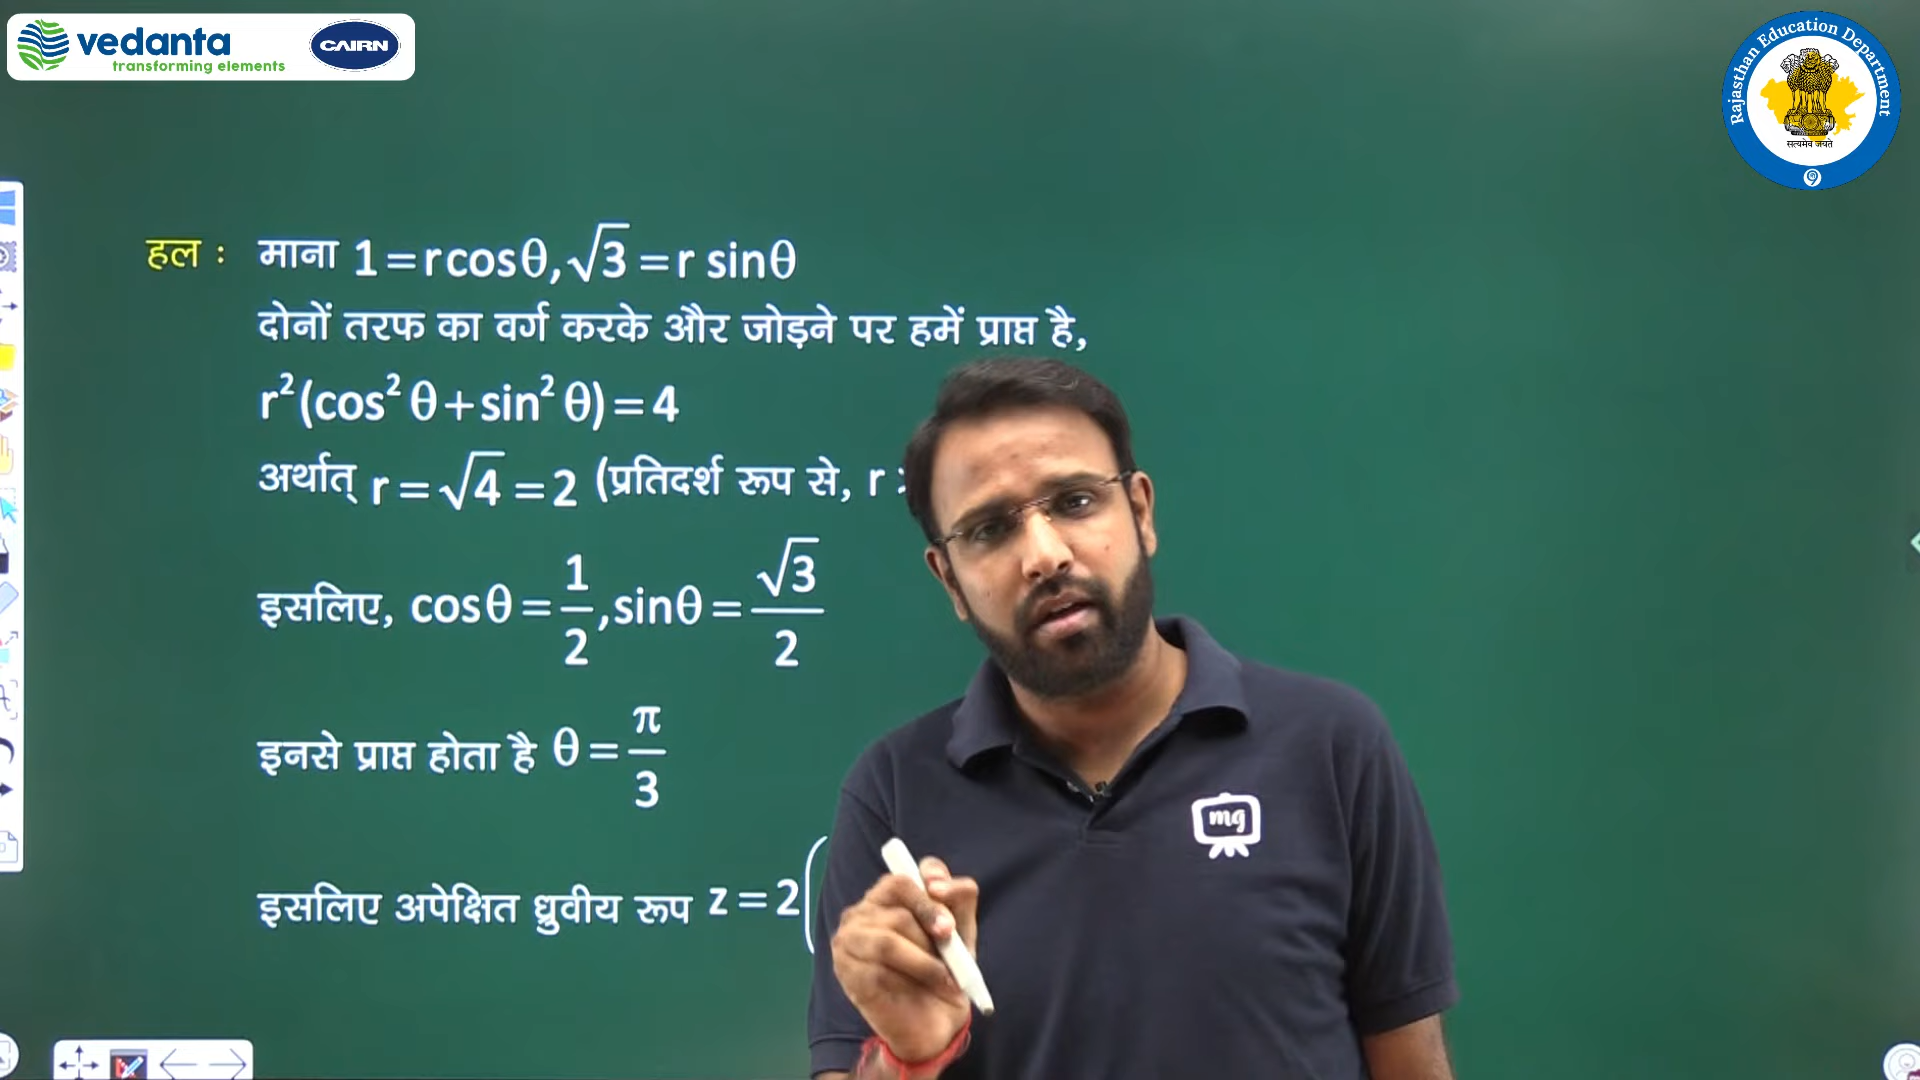 vedanta
transforming elements
CAIRN
Rajasthan Education Department
सत्यमेव जयते
हल : माना 1 = r cosθ, √3 = r sinθ
दोनों तरफ का वर्ग करके और जोड़ने पर हमें प्राप्त है,
r²(cos² θ + sin² θ) = 4
अर्थात् r = √4 = 2 (प्रतिदर्श रूप से, r
इसलिए, cosθ = 1/2, sinθ = √3/2
इनसे प्राप्त होता है θ = π/3
इसलिए अपेक्षित ध्रुवीय रूप z = 2(
mg